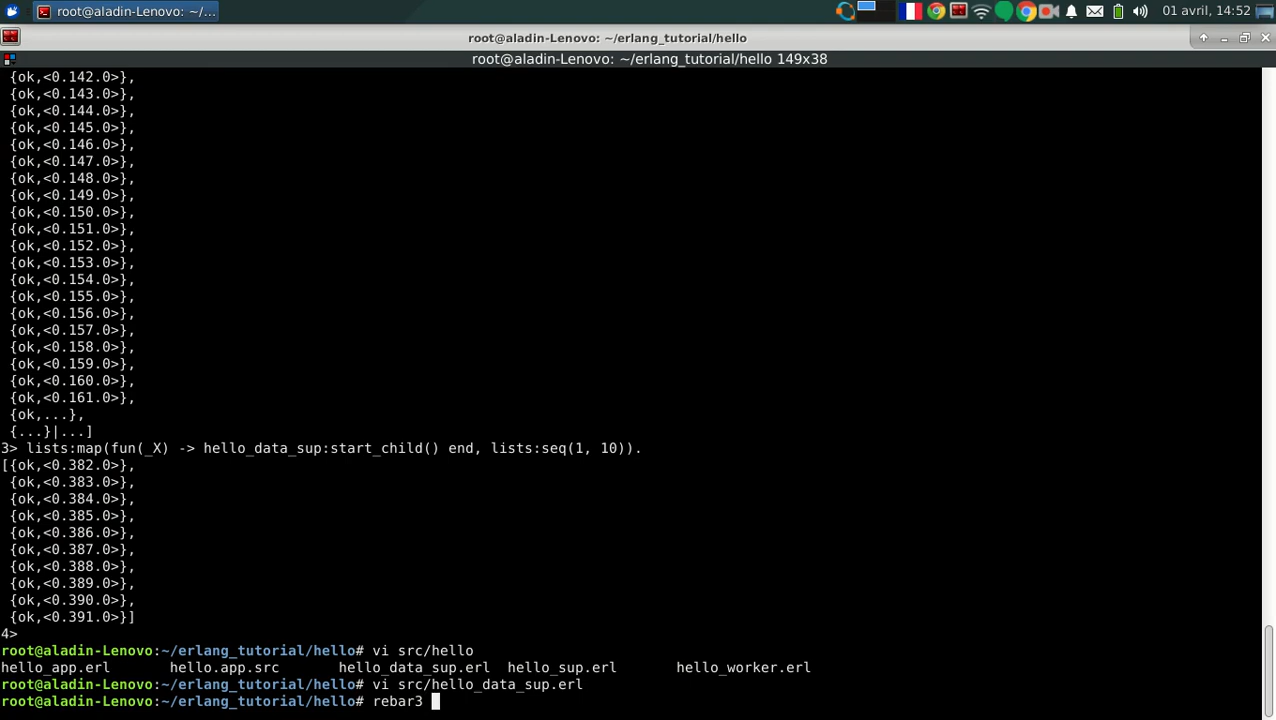 root@aladin-Lenovo: ~/...
01 avril, 14:52
root@aladin-Lenovo: ~/erlang_tutorial/hello
root@aladin-Lenovo: ~/erlang_tutorial/hello 149x38
{ok,<0.142.0>},
{ok,<0.143.0>},
{ok,<0.144.0>},
{ok,<0.145.0>},
{ok,<0.146.0>},
{ok,<0.147.0>},
{ok,<0.148.0>},
{ok,<0.149.0>},
{ok,<0.150.0>},
{ok,<0.151.0>},
{ok,<0.152.0>},
{ok,<0.153.0>},
{ok,<0.154.0>},
{ok,<0.155.0>},
{ok,<0.156.0>},
{ok,<0.157.0>},
{ok,<0.158.0>},
{ok,<0.159.0>},
{ok,<0.160.0>},
{ok,<0.161.0>},
{ok,...},
{...}|...]
3> lists:map(fun(_X) -> hello_data_sup:start_child() end, lists:seq(1, 10)).
[{ok,<0.382.0>},
{ok,<0.383.0>},
{ok,<0.384.0>},
{ok,<0.385.0>},
{ok,<0.386.0>},
{ok,<0.387.0>},
{ok,<0.388.0>},
{ok,<0.389.0>},
{ok,<0.390.0>},
{ok,<0.391.0>}]
4>
root@aladin-Lenovo:~/erlang_tutorial/hello# vi src/hello
hello_app.erl hello.app.src hello_data_sup.erl hello_sup.erl hello_worker.erl
root@aladin-Lenovo:~/erlang_tutorial/hello# vi src/hello_data_sup.erl
root@aladin-Lenovo:~/erlang_tutorial/hello# rebar3